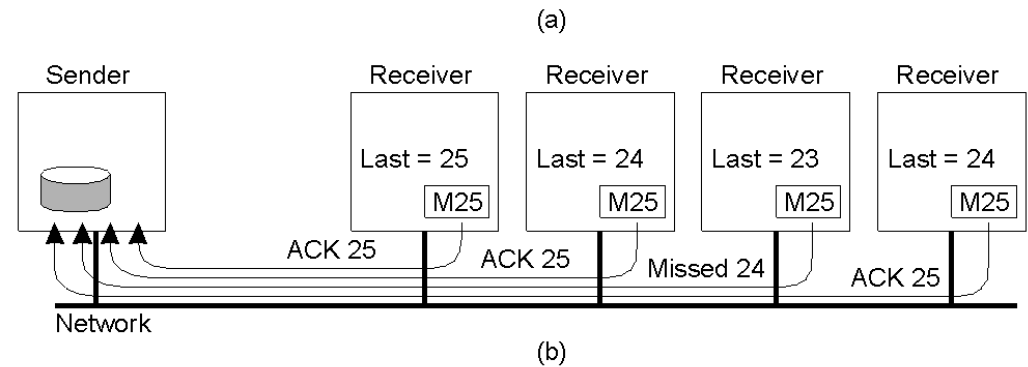 (a)
Sender Receiver Receiver Receiver Receiver
Last = 25 Last = 24 Last = 23 Last = 24
M25 M25 M25 M25
ACK 25 ACK 25 Missed 24 ACK 25
Network
(b)